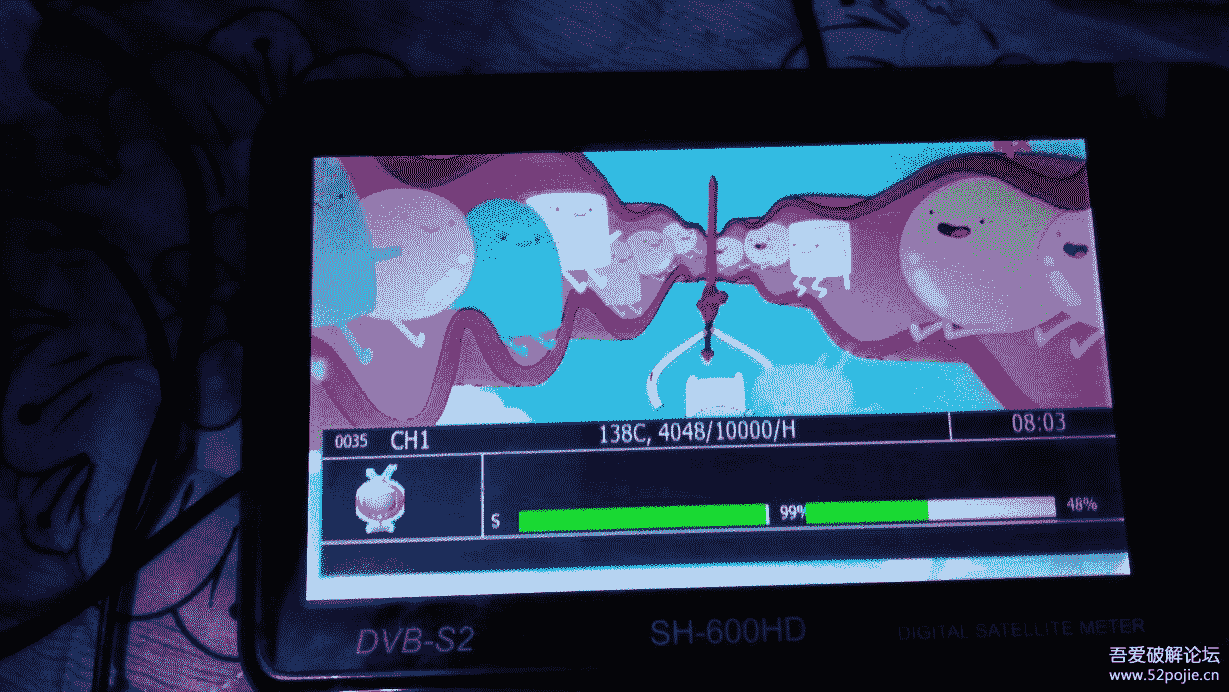 0035 CH1 138C, 4048/10000/H 08:03
S 99% 48%
DVB-S2 SH-600HD DIGITAL SATELLITE METER
吾爱破解论坛
www.52pojie.cn